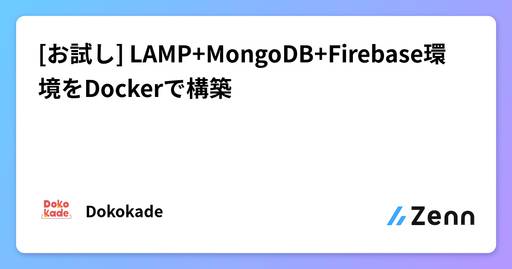 [お試し] LAMP+MongoDB+Firebase環
境をDockerで構築
Doko
kade
Dokokade
Zenn